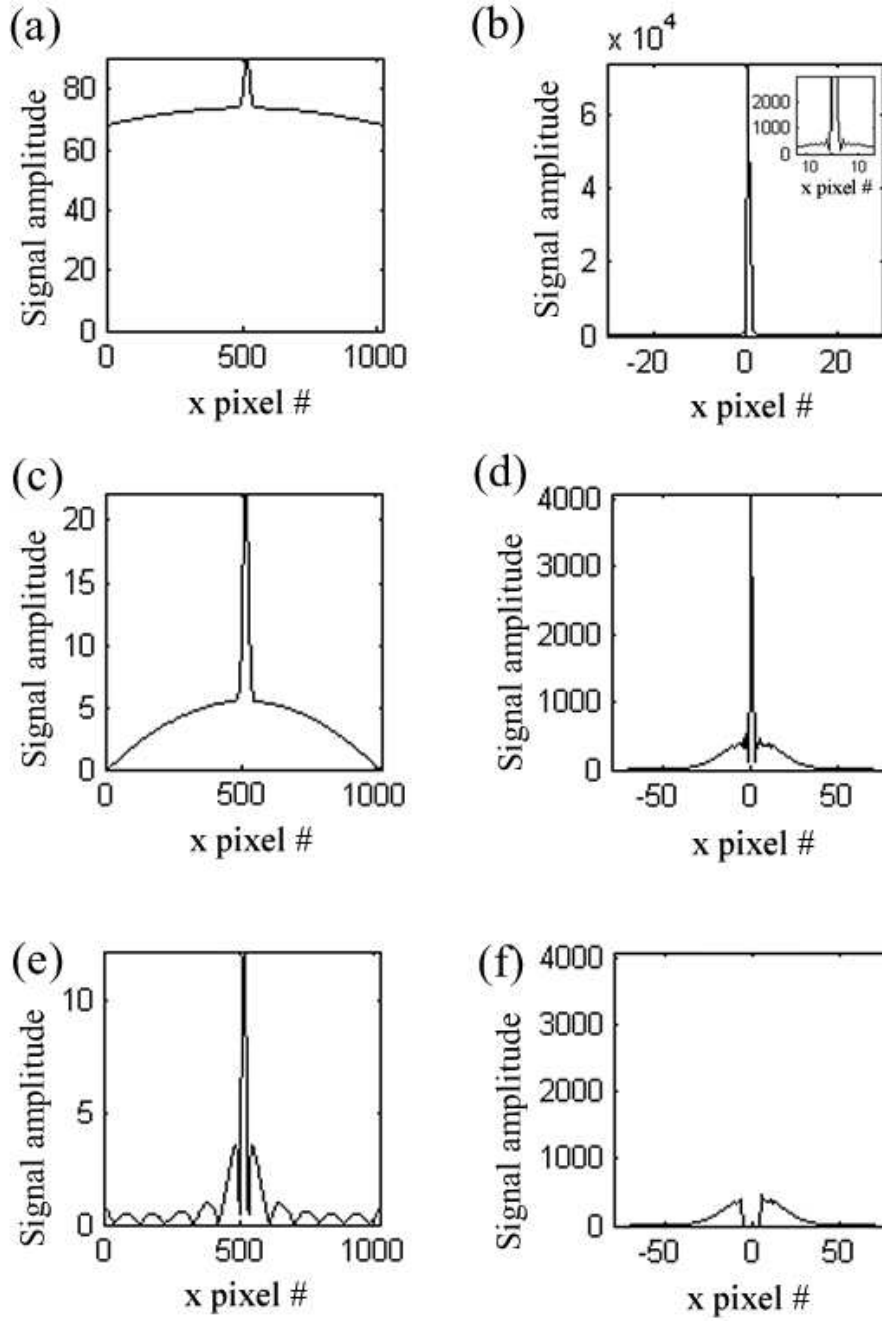 (a)
Signal amplitude
80
60
40
20
0
0 500 1000
x pixel #
(b)
x 10^4
Signal amplitude
6
4
2
0
-20 0 20
x pixel #
2000
1000
0
10 10
x pixel #
(c)
Signal amplitude
20
15
10
5
0
0 500 1000
x pixel #
(d)
Signal amplitude
4000
3000
2000
1000
0
-50 0 50
x pixel #
(e)
Signal amplitude
10
5
0
0 500 1000
x pixel #
(f)
Signal amplitude
4000
3000
2000
1000
0
-50 0 50
x pixel #